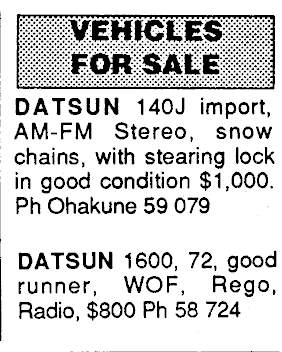 VEHICLES
FOR SALE
DATSUN 140J import,
AM-FM Stereo, snow
chains, with stearing lock
in good condition $1,000.
Ph Ohakune 59 079
DATSUN 1600, 72, good
runner, WOF, Rego,
Radio, $800 Ph 58 724